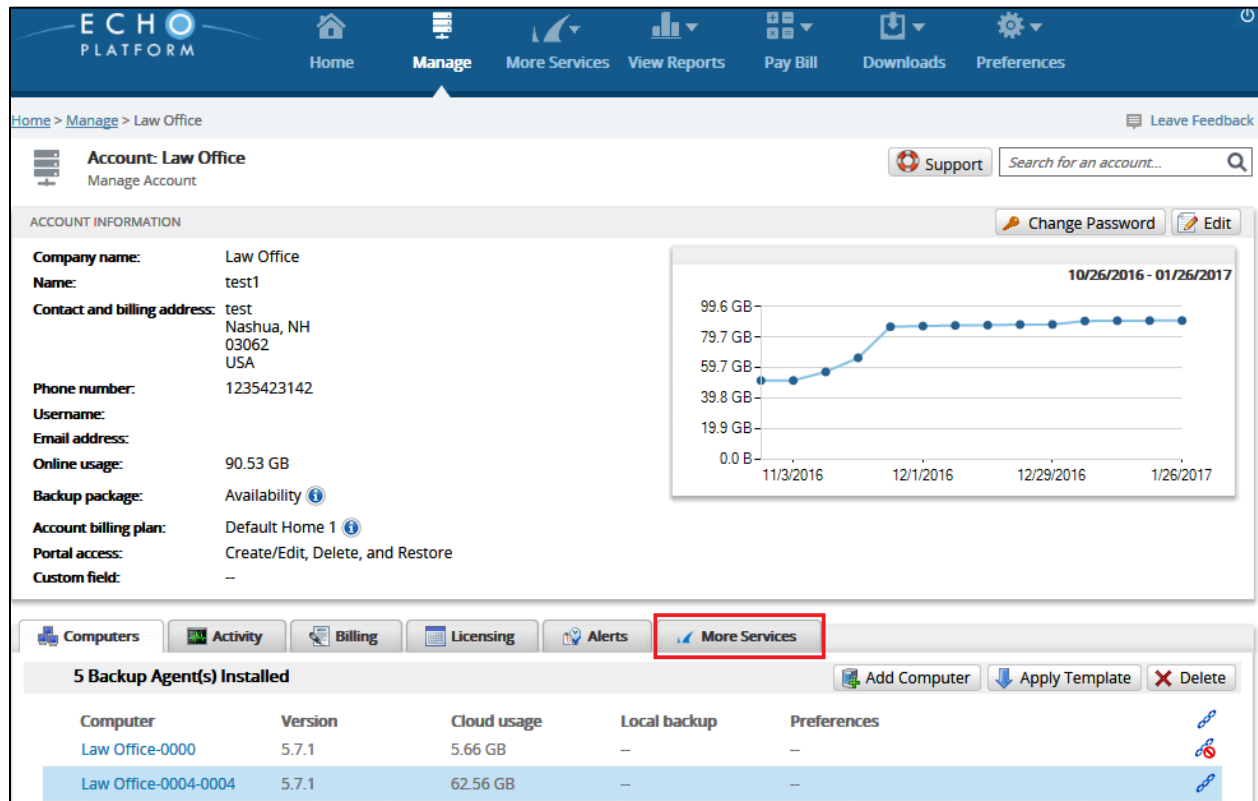 ECHO
PLATFORM
Home
Manage
More Services
View Reports
Pay Bill
Downloads
Preferences
Home > Manage > Law Office
Leave Feedback
Account: Law Office
Manage Account
Support
Search for an account...
ACCOUNT INFORMATION
Change Password
Edit
Company name: Law Office
Name: test1
Contact and billing address: test
Nashua, NH
03062
USA
Phone number: 1235423142
Username:
Email address:
Online usage: 90.53 GB
Backup package: Availability
Account billing plan: Default Home 1
Portal access: Create/Edit, Delete, and Restore
Custom field: --
10/26/2016 - 01/26/2017
99.6 GB
79.7 GB
59.7 GB
39.8 GB
19.9 GB
0.0 B
11/3/2016 12/1/2016 12/29/2016 1/26/2017
Computers
Activity
Billing
Licensing
Alerts
More Services
5 Backup Agent(s) Installed
Add Computer
Apply Template
Delete
Computer Version Cloud usage Local backup Preferences
Law Office-0000 5.7.1 5.66 GB -- --
Law Office-0004-0004 5.7.1 62.56 GB -- --